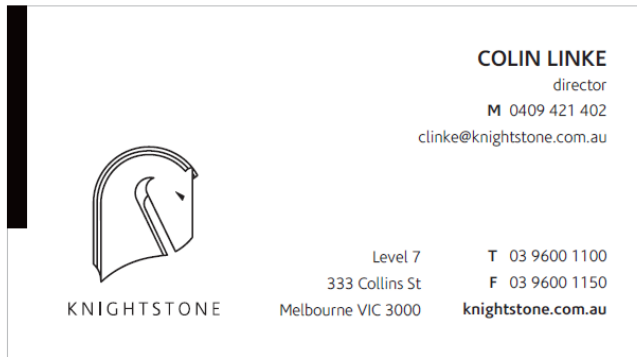 COLIN LINKE
director
M 0409 421 402
clinke@knightstone.com.au
KNIGHTSTONE
Level 7
333 Collins St
Melbourne VIC 3000
T 03 9600 1100
F 03 9600 1150
knightstone.com.au